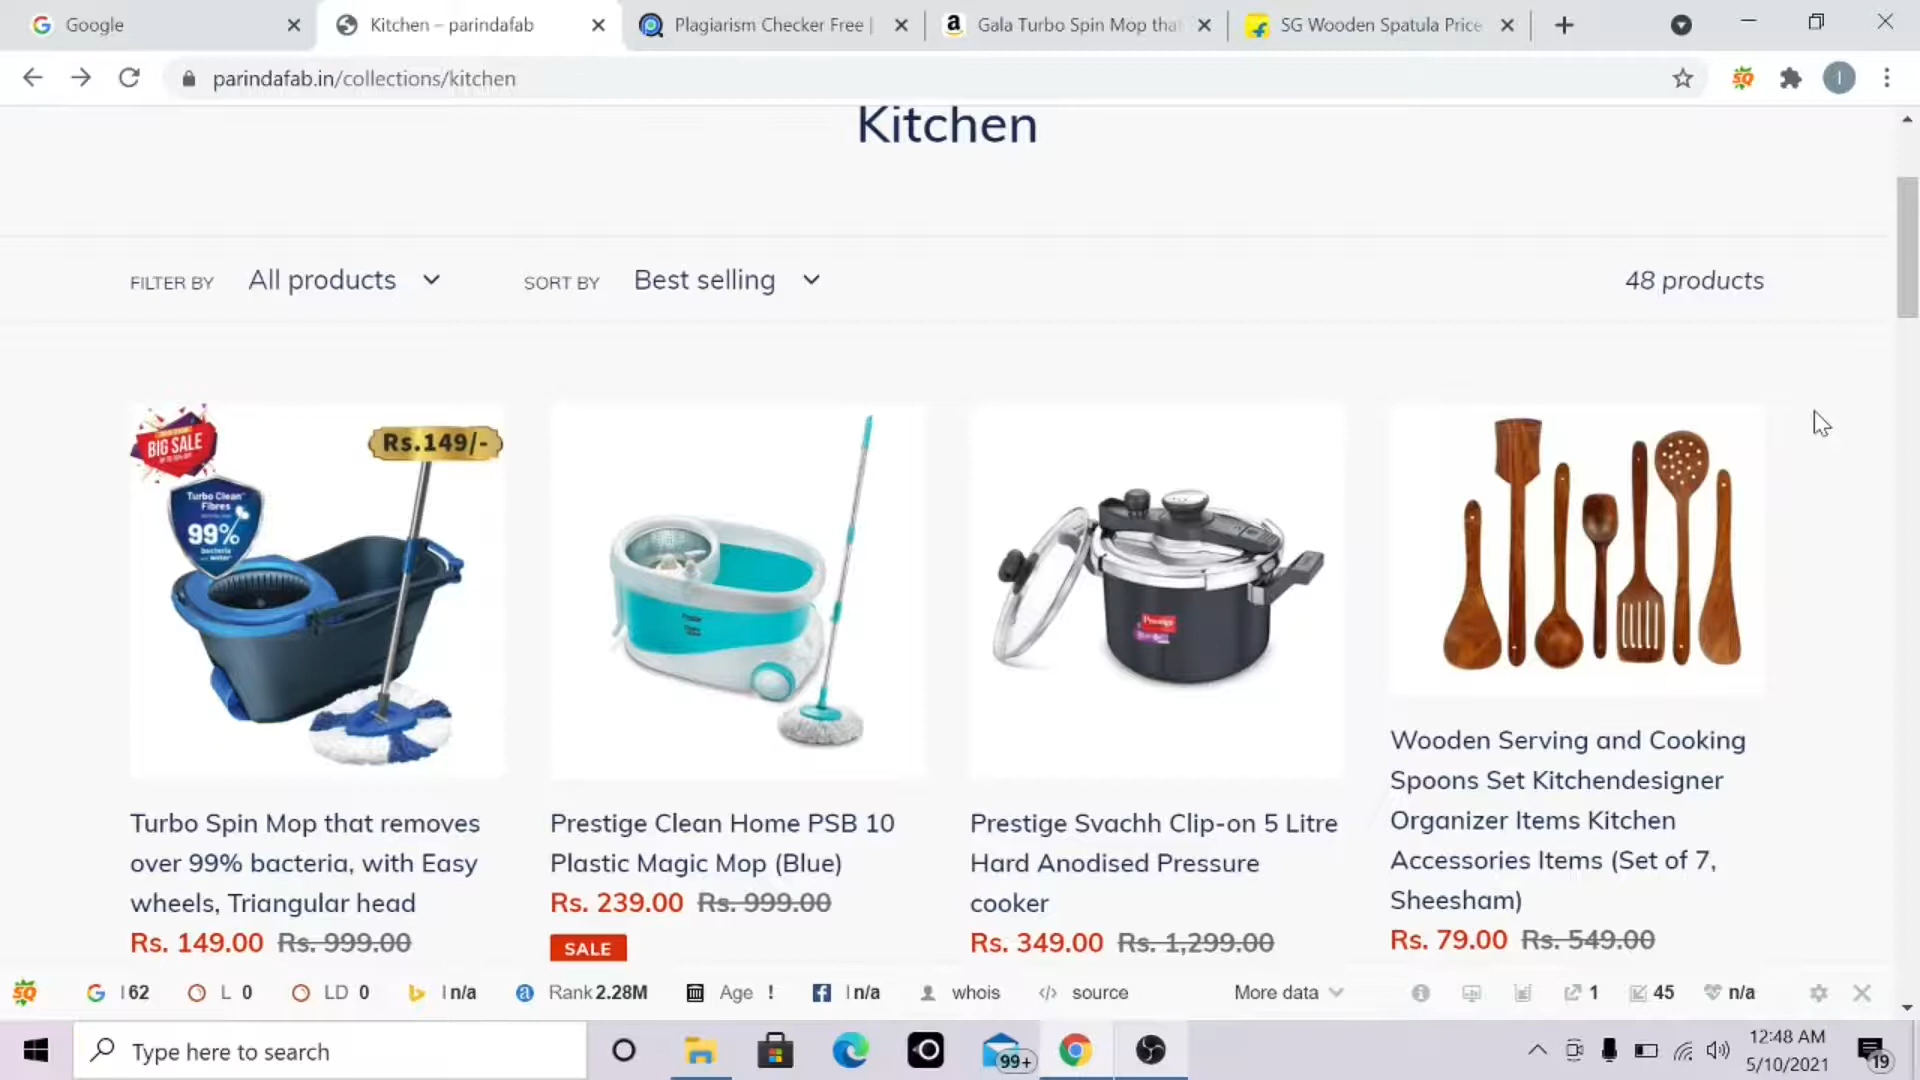 Google
Kitchen – parindafab
Plagiarism Checker Free |
Gala Turbo Spin Mop that
SG Wooden Spatula Price
parindafab.in/collections/kitchen
SQ
I
Kitchen
FILTER BY All products
SORT BY Best selling
48 products
BIG SALE
Rs.149/-
Turbo Clean
Fibres
99%
bacteria
Prestige
Turbo Spin Mop that removes
over 99% bacteria, with Easy
wheels, Triangular head
Rs. 149.00 Rs. 999.00
Prestige Clean Home PSB 10
Plastic Magic Mop (Blue)
Rs. 239.00 Rs. 999.00
SALE
Prestige Svachh Clip-on 5 Litre
Hard Anodised Pressure
cooker
Rs. 349.00 Rs. 1,299.00
Wooden Serving and Cooking
Spoons Set Kitchendesigner
Organizer Items Kitchen
Accessories Items (Set of 7,
Sheesham)
Rs. 79.00 Rs. 549.00
SQ I 62 L 0 LD 0 I n/a Rank 2.28M Age ! I n/a whois source More data 1 45 n/a
Type here to search
99+
12:48 AM
5/10/2021
19